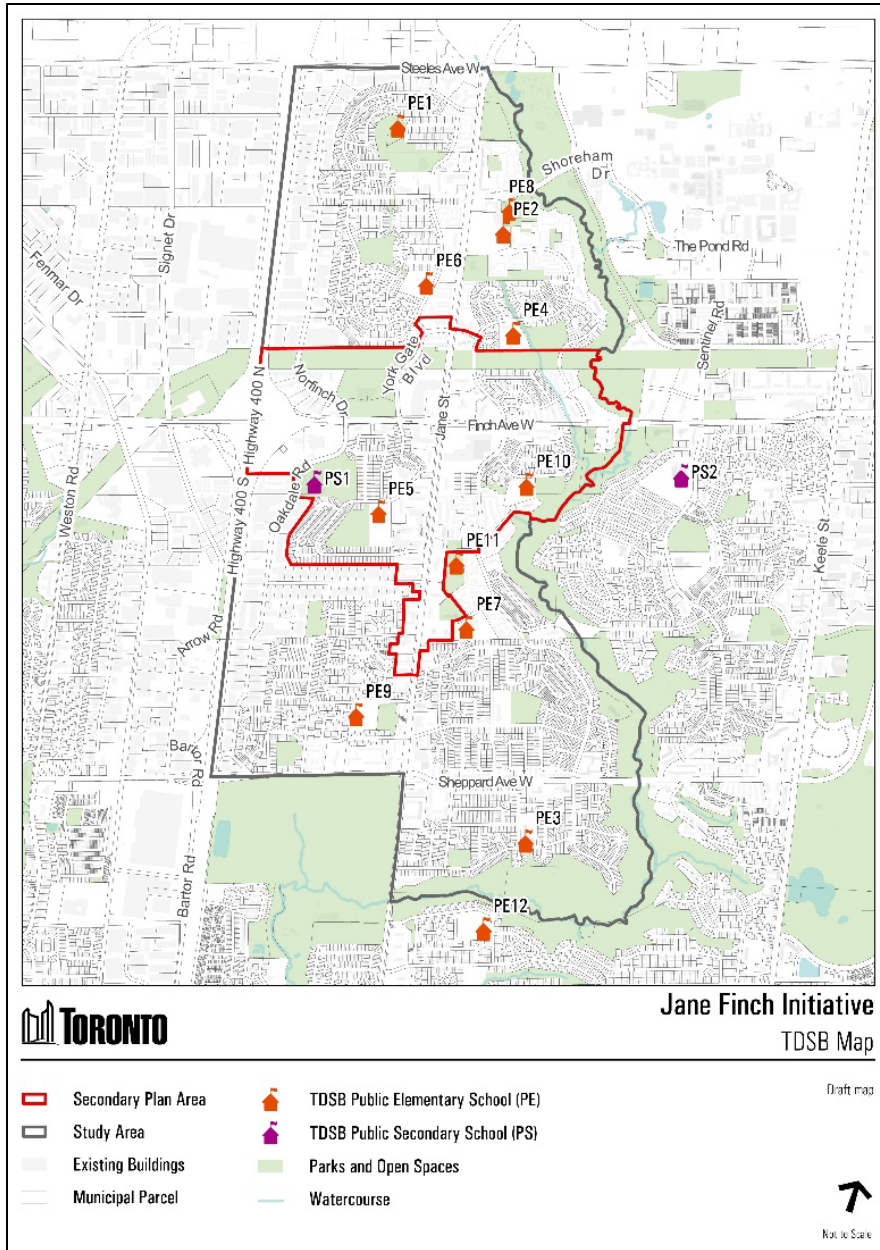 Steeles Ave W
PE1
Shoreham
Dr
PE8
PE2
Signet Dr
The Pond Rd
Fenmar Dr
PE6
PE4
Sentinel Rd
York Gate
Blvd
Norfinch Dr
Highway 400 N
Jane St
Finch Ave W
Weston Rd
Highway 400 S
Oakdale Rd
PS1
PE5
PE10
PS2
Keele St
PE11
PE7
Arrow Rd
PE9
Bartor Rd
Sheppard Ave W
PE3
Bartor Rd
PE12
TORONTO
Jane Finch Initiative
TDSB Map
Draft map
Secondary Plan Area
TDSB Public Elementary School (PE)
Study Area
TDSB Public Secondary School (PS)
Existing Buildings
Parks and Open Spaces
Municipal Parcel
Watercourse
Not to Scale